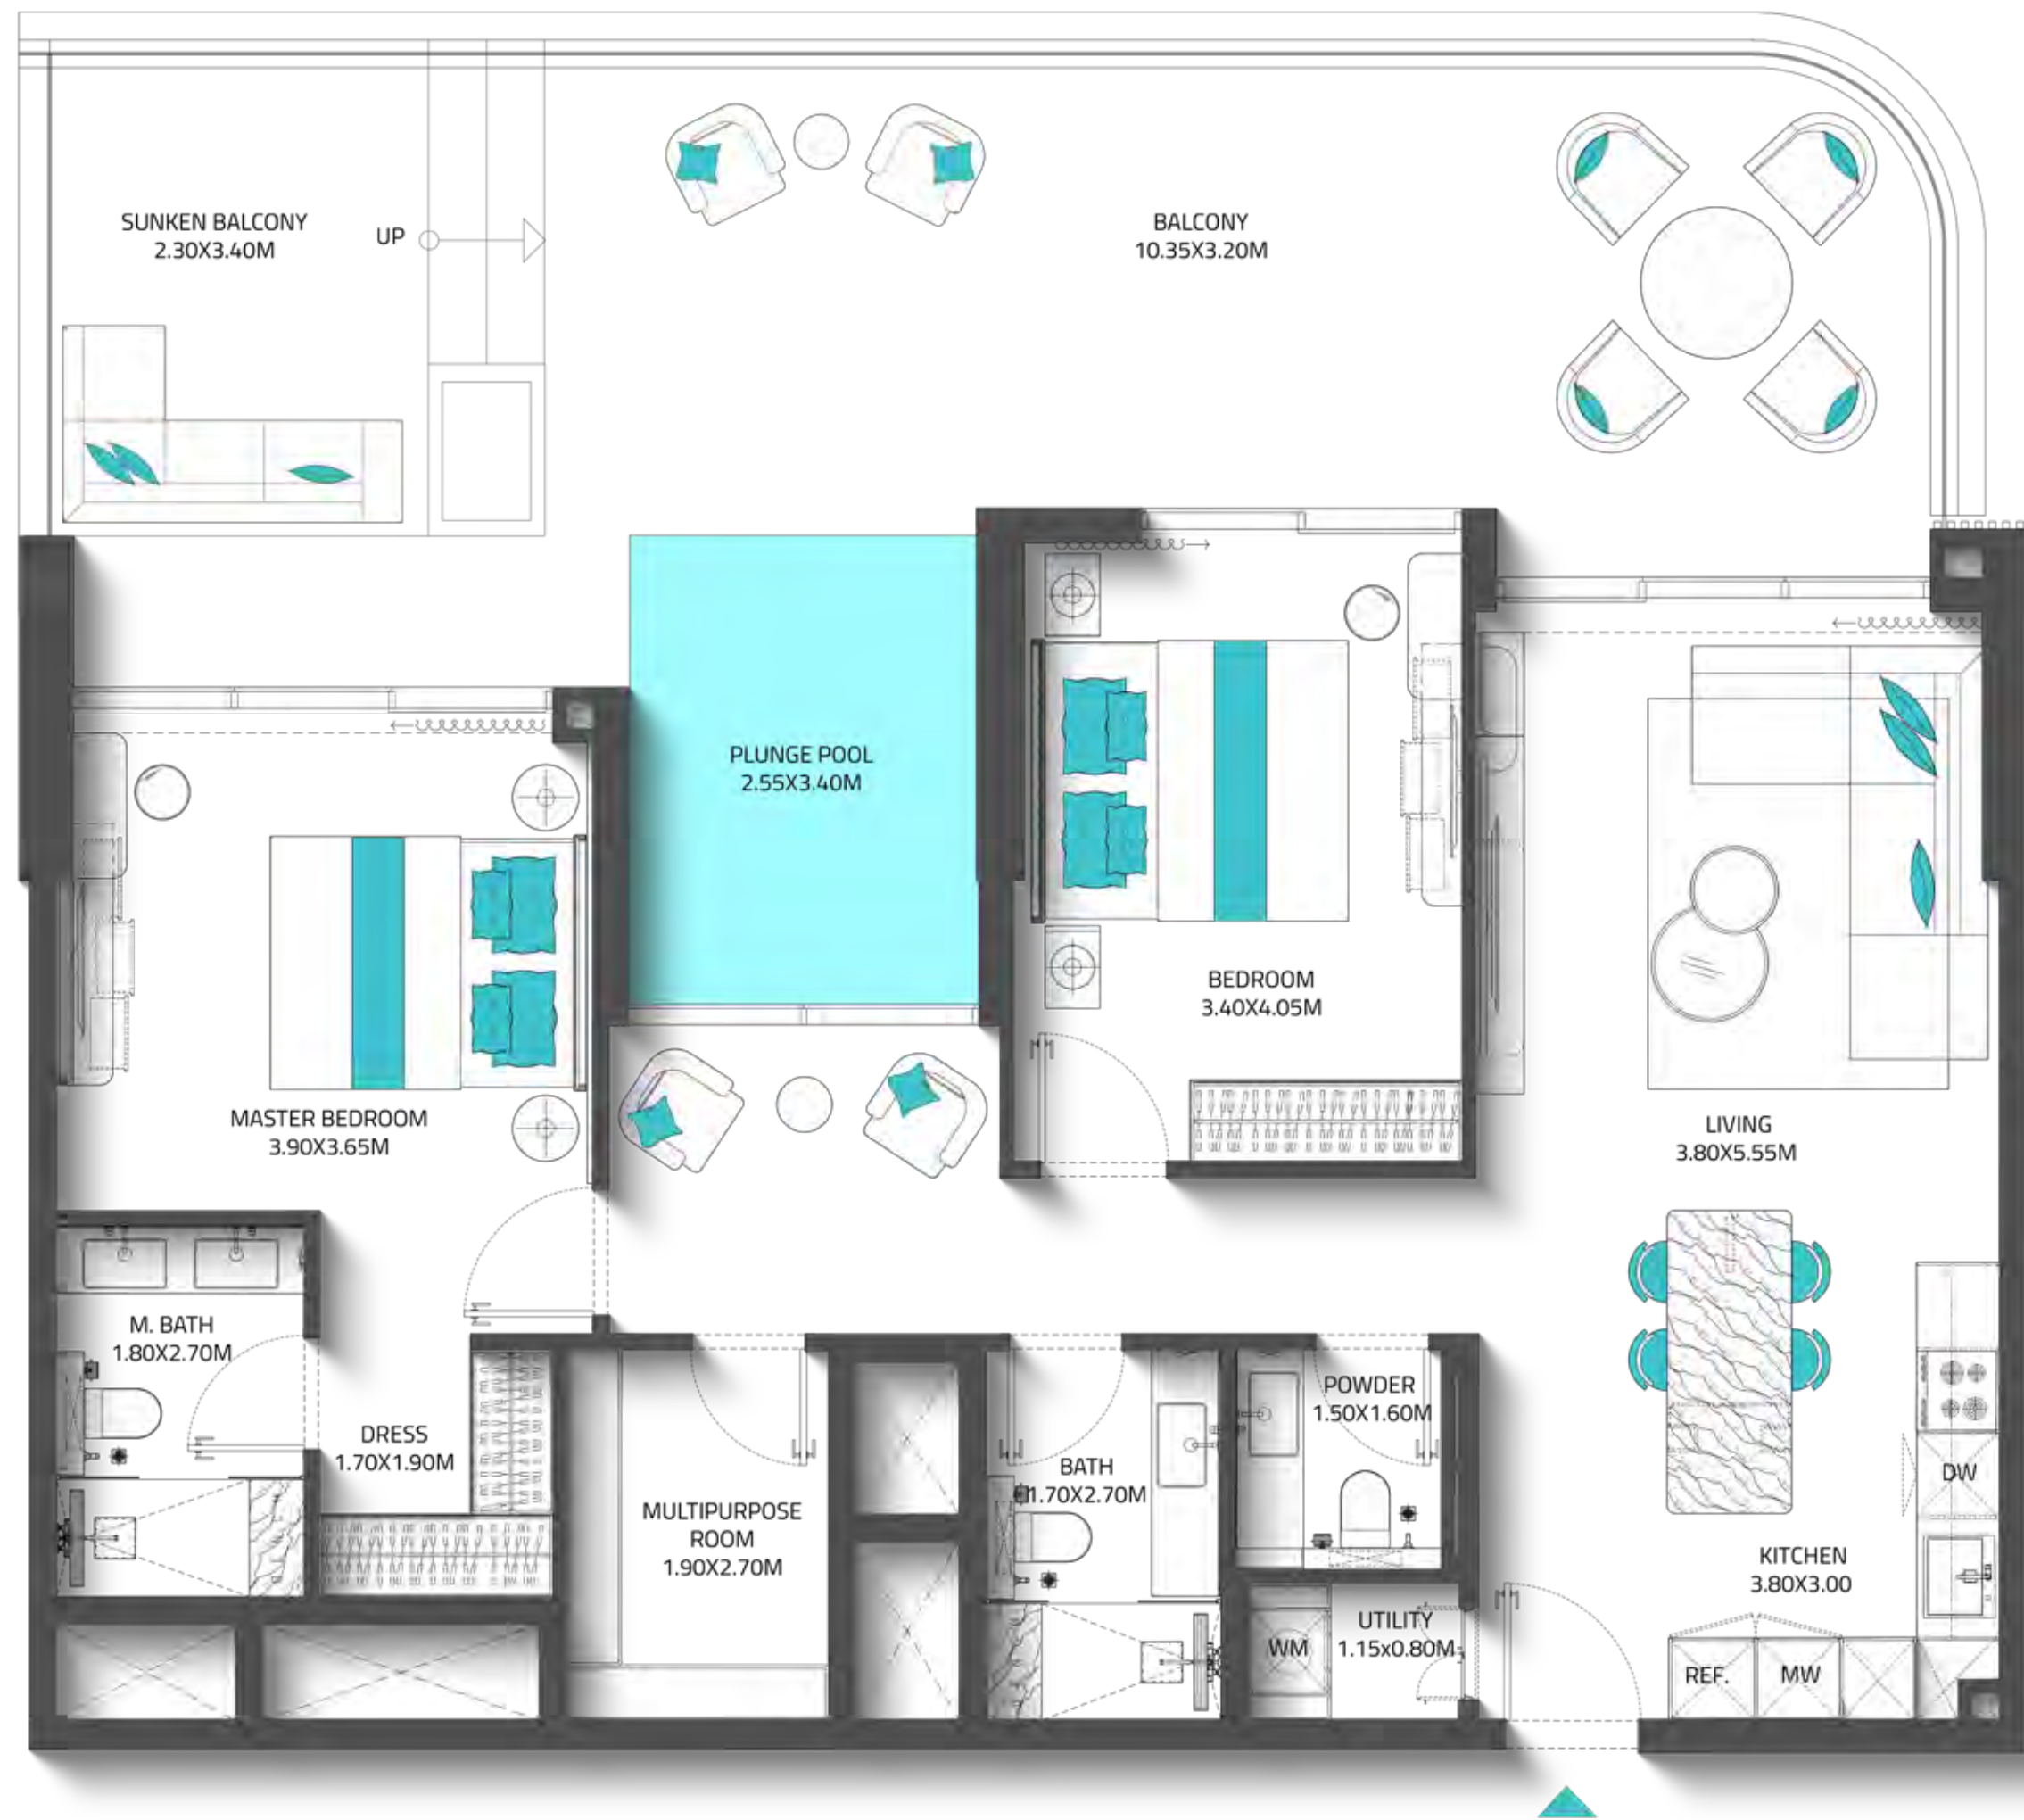 SUNKEN BALCONY
2.30X3.40M
UP
BALCONY
10.35X3.20M
PLUNGE POOL
2.55X3.40M
BEDROOM
3.40X4.05M
MASTER BEDROOM
3.90X3.65M
LIVING
3.80X5.55M
M. BATH
1.80X2.70M
DRESS
1.70X1.90M
MULTIPURPOSE
ROOM
1.90X2.70M
BATH
1.70X2.70M
POWDER
1.50X1.60M
UTILITY
1.15x0.80M
WM
DW
KITCHEN
3.80X3.00
REF.
MW